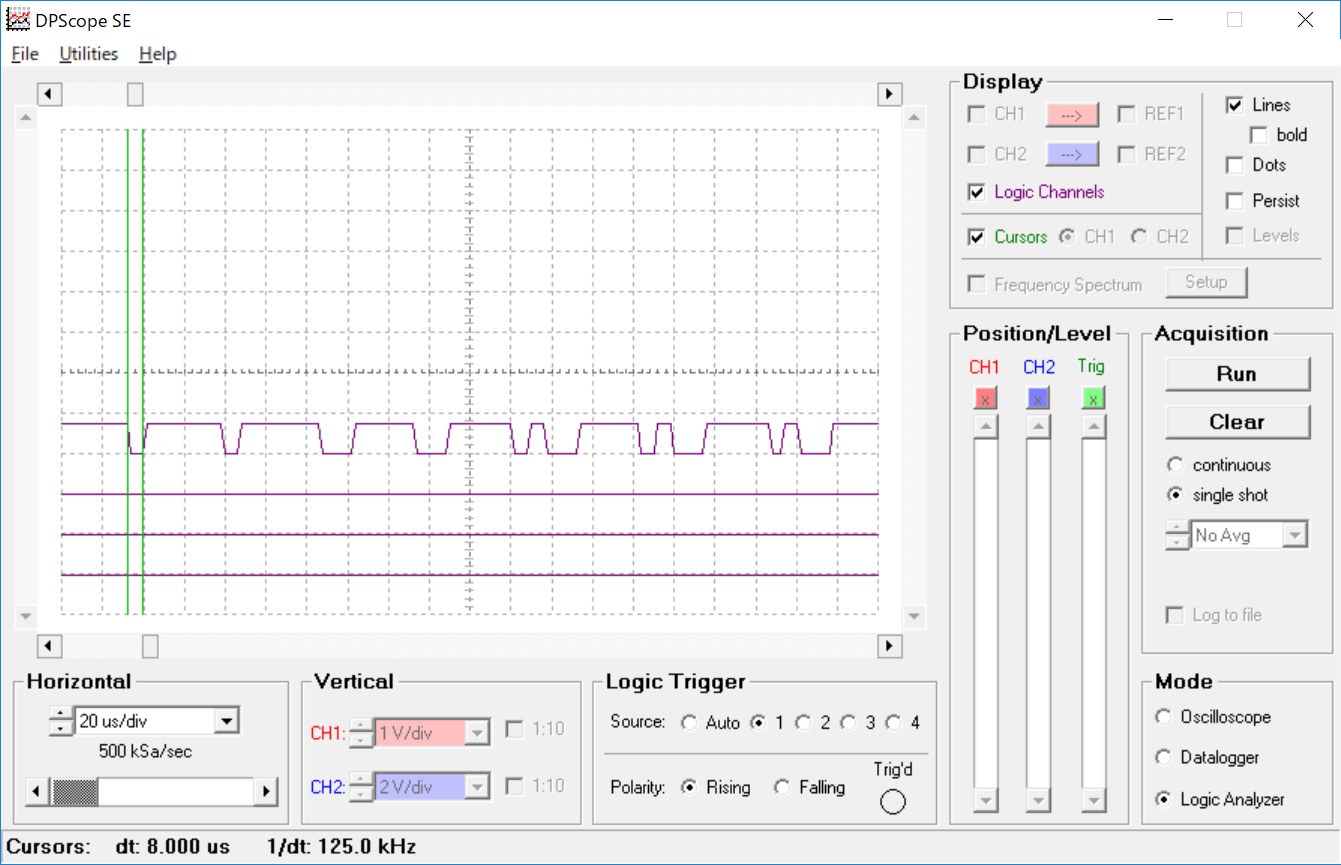 DPScope SE
File Utilities Help
Display
CH1 ---> REF1
CH2 ---> REF2
Logic Channels
Cursors CH1 CH2
Frequency Spectrum Setup
Lines
bold
Dots
Persist
Levels
Position/Level
CH1 CH2 Trig
x x x
Acquisition
Run
Clear
continuous
single shot
No Avg
Log to file
Horizontal
20 us/div
500 kSa/sec
Vertical
CH1: 1 V/div 1:10
CH2: 2 V/div 1:10
Logic Trigger
Source: Auto 1 2 3 4
Polarity: Rising Falling
Trig'd
Mode
Oscilloscope
Datalogger
Logic Analyzer
Cursors: dt: 8.000 us 1/dt: 125.0 kHz